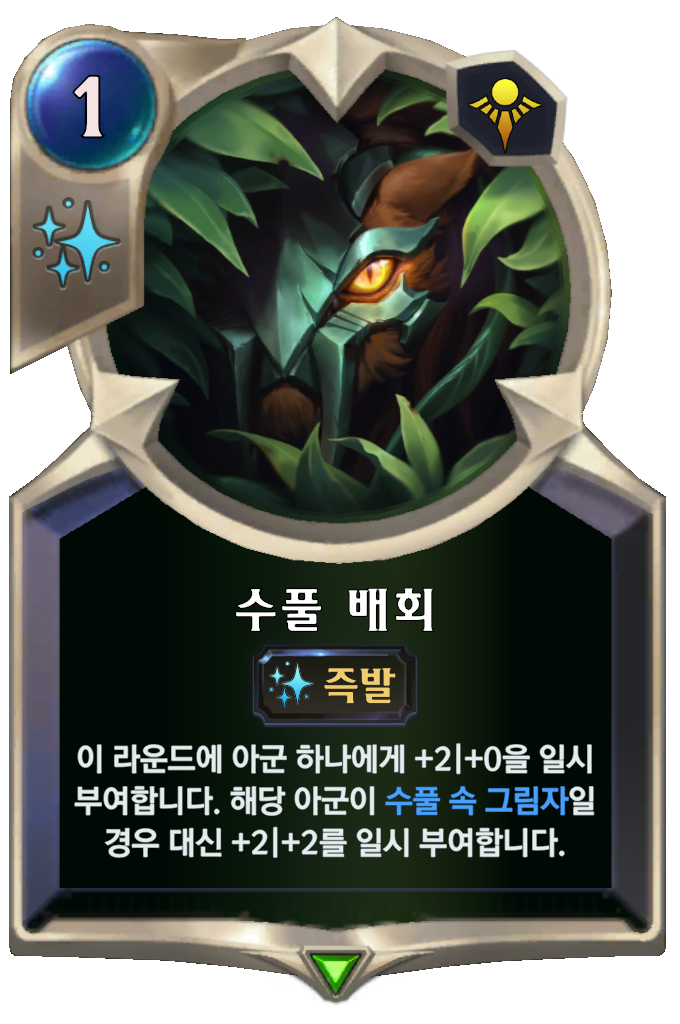 1
수풀 배회
즉발
이 라운드에 아군 하나에게 +2|+0을 일시
부여합니다. 해당 아군이 수풀 속 그림자일
경우 대신 +2|+2를 일시 부여합니다.